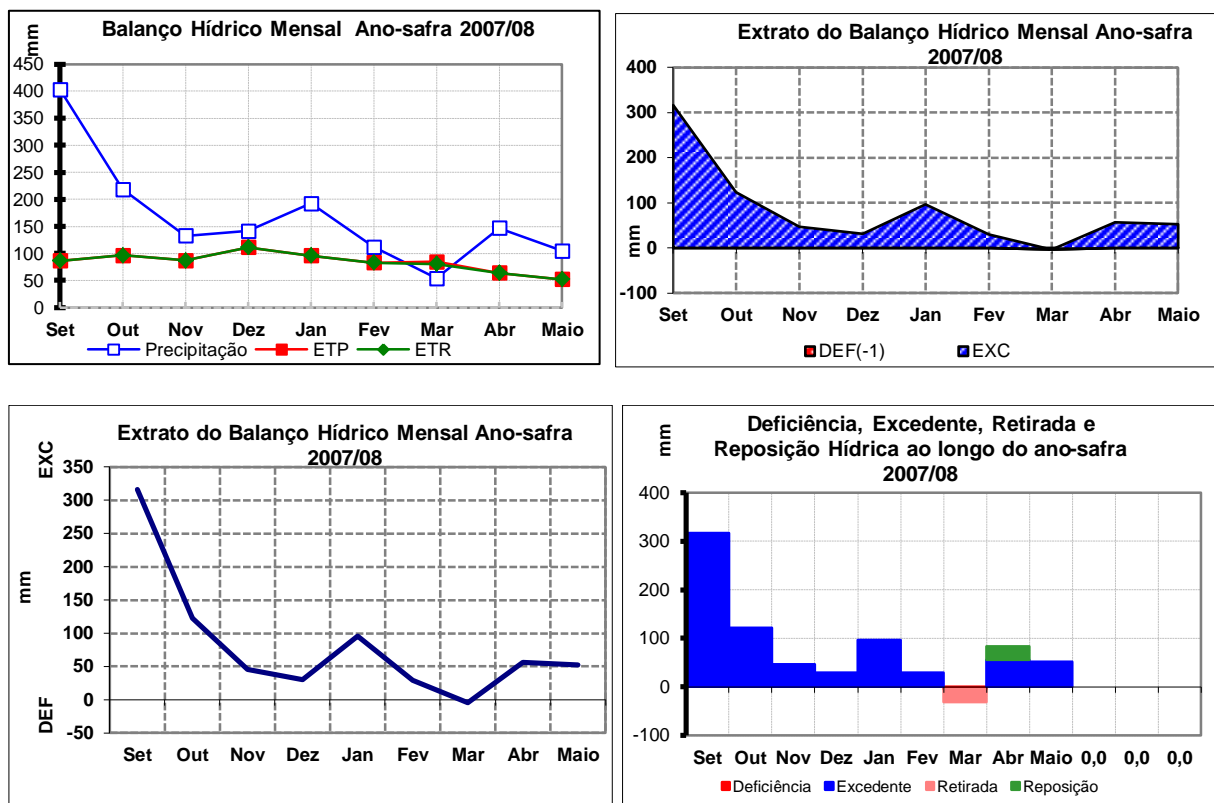 Balanço Hídrico Mensal Ano-safra 2007/08
mm
450
400
350
300
250
200
150
100
50
0
Set Out Nov Dez Jan Fev Mar Abr Maio
Precipitação ETP ETR
Extrato do Balanço Hídrico Mensal Ano-safra
2007/08
400
300
200
100
0
-100
mm
Set Out Nov Dez Jan Fev Mar Abr Maio
DEF(-1) EXC
Extrato do Balanço Hídrico Mensal Ano-safra
2007/08
EXC
mm
DEF
350
300
250
200
150
100
50
0
-50
Set Out Nov Dez Jan Fev Mar Abr Maio
Deficiência, Excedente, Retirada e
Reposição Hídrica ao longo do ano-safra
2007/08
mm
400
300
200
100
0
-100
Set Out Nov Dez Jan Fev Mar Abr Maio 0,0 0,0 0,0
Deficiência Excedente Retirada Reposição